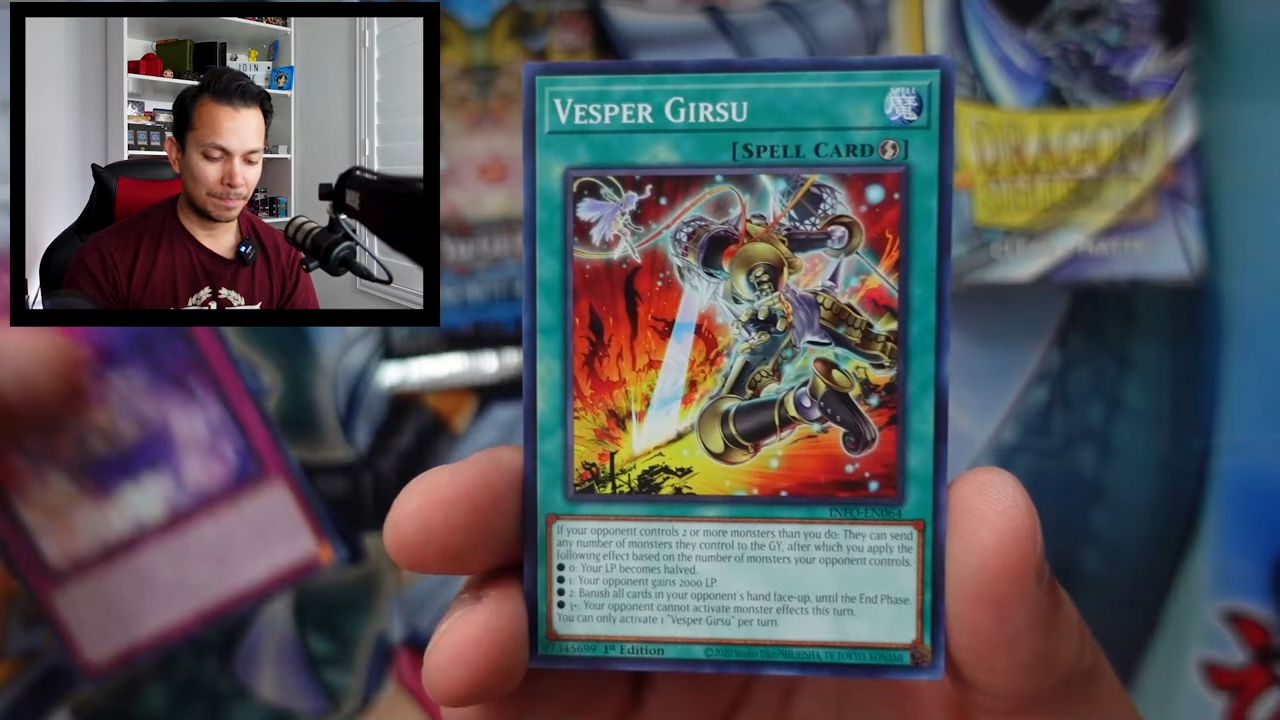 JOIN
VESPER GIRSU
SPELL
魔
[SPELL CARD]
INFO-EN064
If your opponent controls 2 or more monsters than you do: They can send
any number of monsters they control to the GY, after which you apply the
following effect based on the number of monsters your opponent controls.
● 0: Your LP becomes halved.
● 1: Your opponent gains 2000 LP.
● 2: Banish all cards in your opponent's hand face-up, until the End Phase.
● 3+: Your opponent cannot activate monster effects this turn.
You can only activate 1 "Vesper Girsu" per turn.
1st Edition
©2020 Studio Dice/SHUEISHA, TV TOKYO, KONAMI
DRAGON